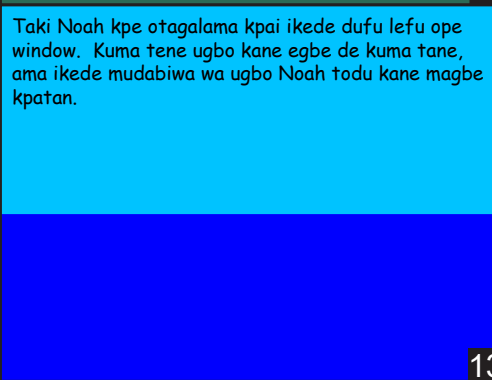 Taki Noah kpe otagalama kpai ikede dufu lefu ope
window. Kuma tene ugbo kane egbe de kuma tane,
ama ikede mudabiwa wa ugbo Noah todu kane magbe
kpatan.